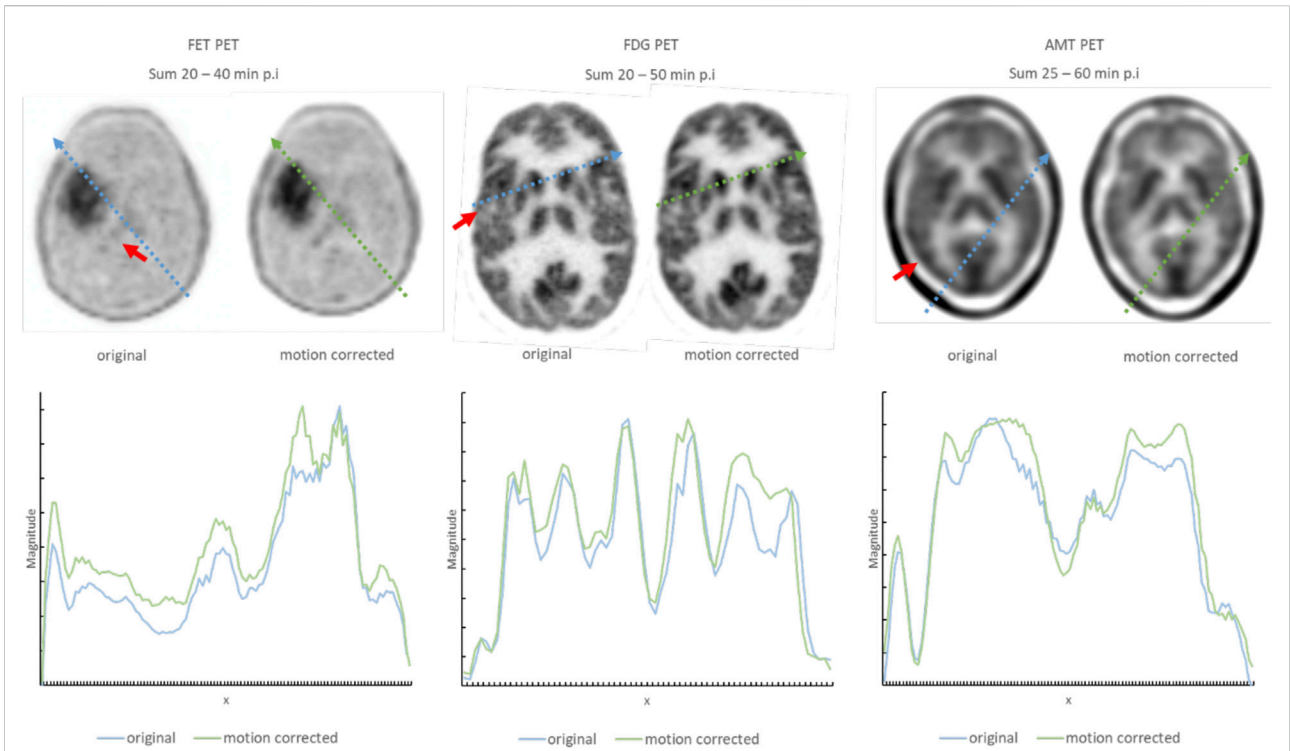 FET PET
Sum 20 – 40 min p.i
FDG PET
Sum 20 – 50 min p.i
AMT PET
Sum 25 – 60 min p.i
original
motion corrected
original
motion corrected
original
motion corrected
Magnitude
x
Magnitude
x
Magnitude
x
original
motion corrected
original
motion corrected
original
motion corrected